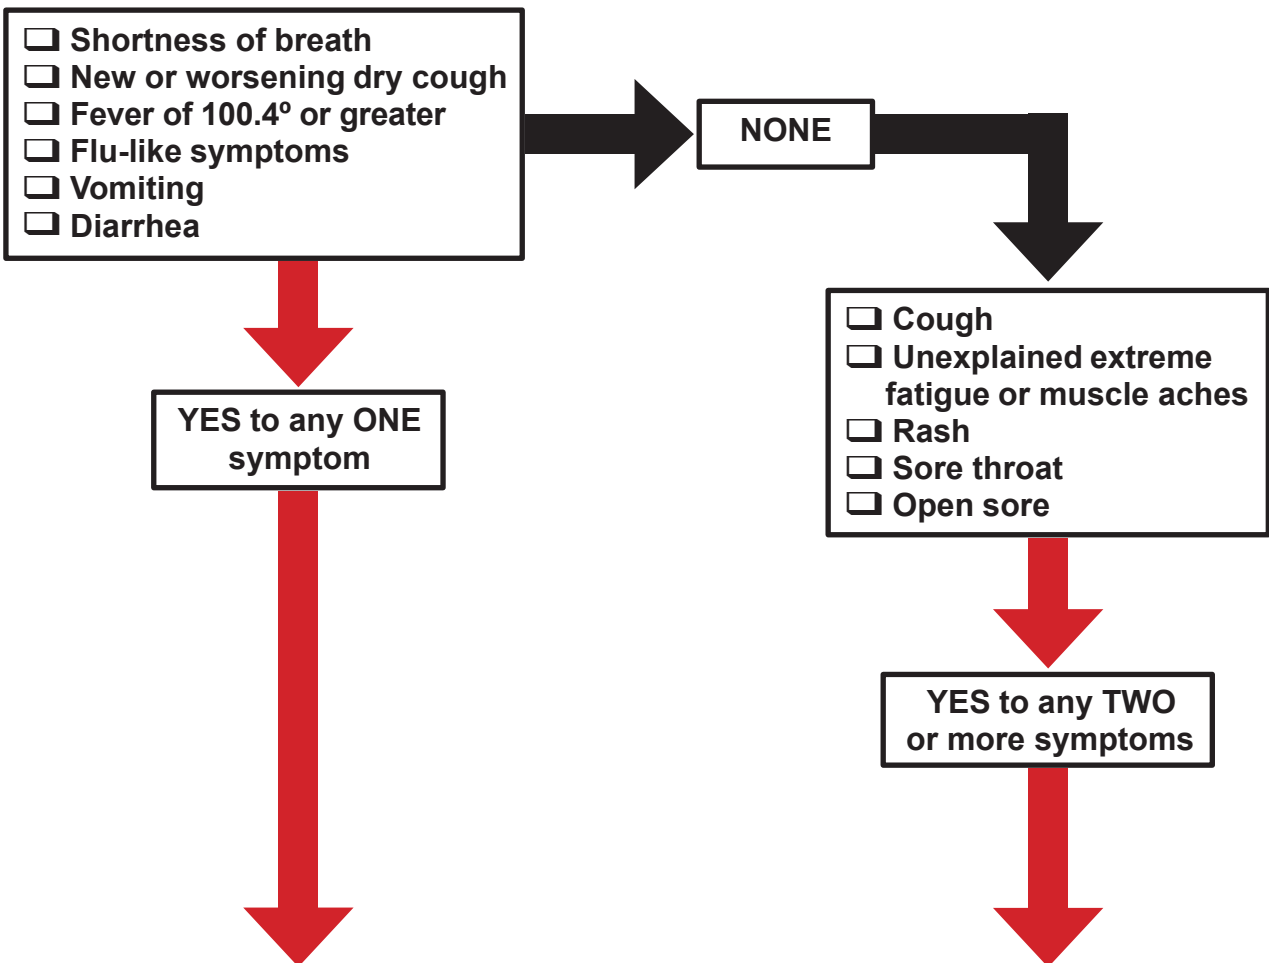 ❑ Shortness of breath
❑ New or worsening dry cough
❑ Fever of 100.4º or greater
❑ Flu-like symptoms
❑ Vomiting
❑ Diarrhea
NONE
YES to any ONE
symptom
❑ Cough
❑ Unexplained extreme
fatigue or muscle aches
❑ Rash
❑ Sore throat
❑ Open sore
YES to any TWO
or more symptoms